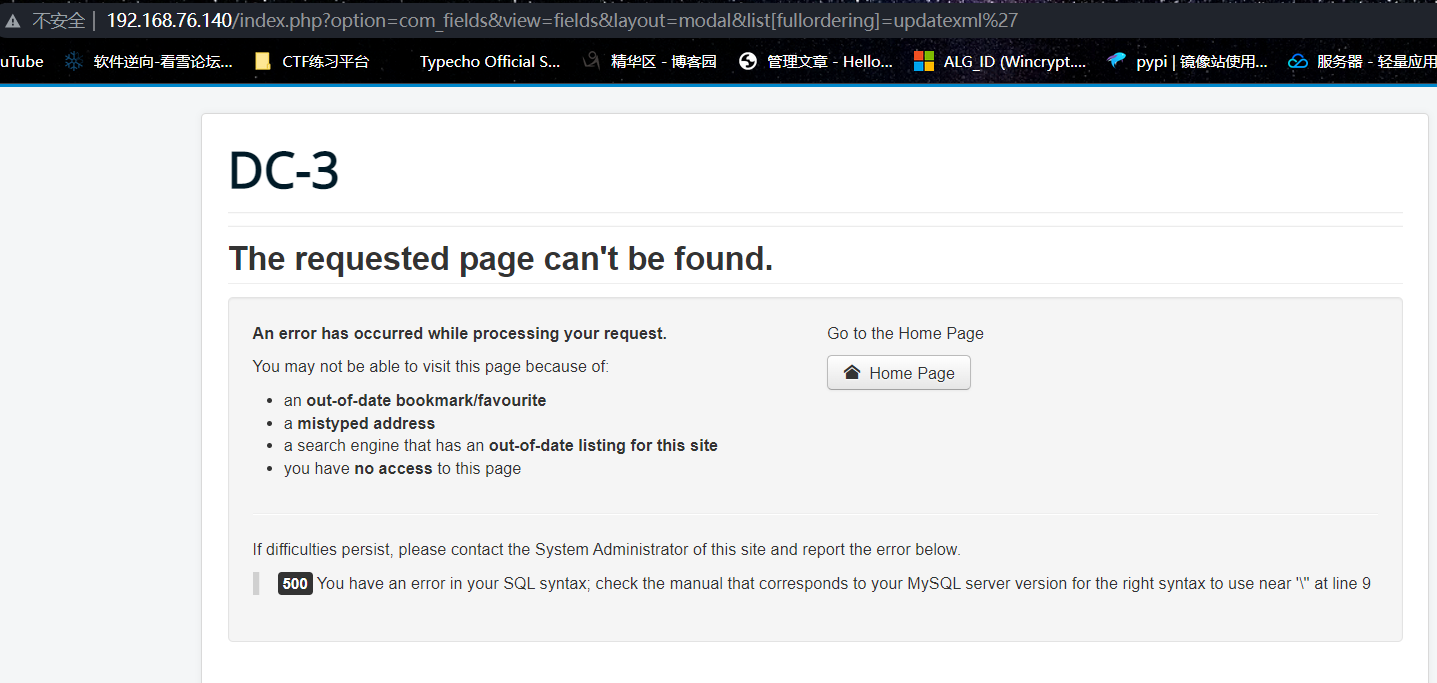 不安全 | 192.168.76.140/index.php?option=com_fields&view=fields&layout=modal&list[fullordering]=updatexml%27
uTube 软件逆向-看雪论坛... CTF练习平台 Typecho Official S... 精华区 - 博客园 管理文章 - Hello... ALG_ID (Wincrypt.... pypi | 镜像站使用... 服务器 - 轻量应用
DC-3
The requested page can't be found.
An error has occurred while processing your request.
You may not be able to visit this page because of:
an out-of-date bookmark/favourite
a mistyped address
a search engine that has an out-of-date listing for this site
you have no access to this page
Go to the Home Page
Home Page
If difficulties persist, please contact the System Administrator of this site and report the error below.
500 You have an error in your SQL syntax; check the manual that corresponds to your MySQL server version for the right syntax to use near '\'' at line 9